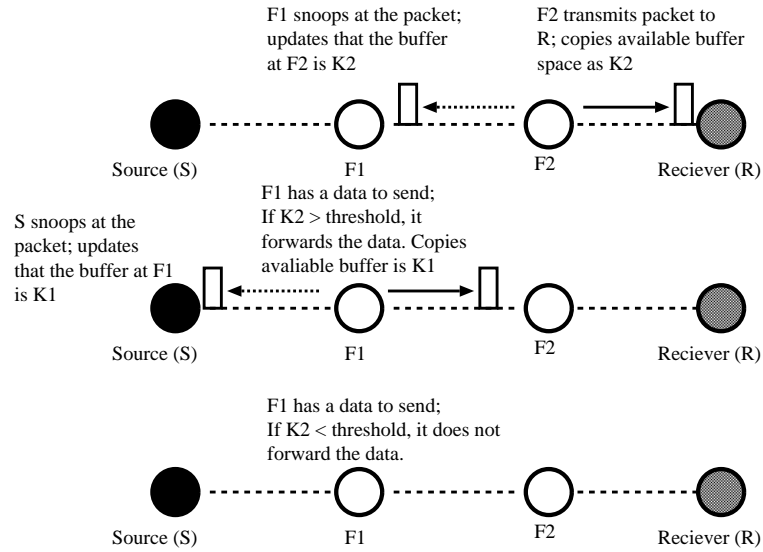 F1 snoops at the packet;
updates that the buffer
at F2 is K2
F2 transmits packet to
R; copies available buffer
space as K2
Source (S)
F1
F2
Reciever (R)
S snoops at the
packet; updates
that the buffer at F1
is K1
F1 has a data to send;
If K2 > threshold, it
forwards the data. Copies
avaliable buffer is K1
Source (S)
F1
F2
Reciever (R)
F1 has a data to send;
If K2 < threshold, it does not
forward the data.
Source (S)
F1
F2
Reciever (R)